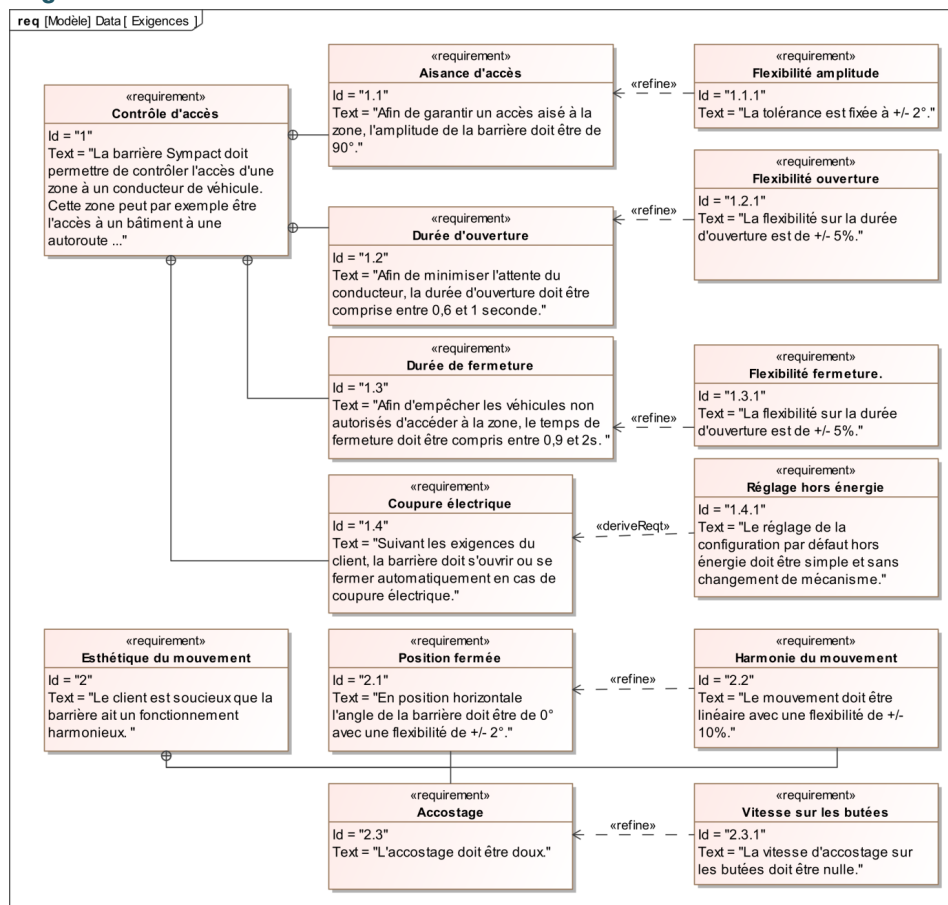 req [Modèle] Data [ Exigences ]
«requirement»
Contrôle d'accès
Id = "1"
Text = "La barrière Sympact doit
permettre de contrôler l'accès d'une
zone à un conducteur de véhicule.
Cette zone peut par exemple être
l'accès à un bâtiment à une
autoroute ..."
«requirement»
Aisance d'accès
Id = "1.1"
Text = "Afin de garantir un accès aisé à la
zone, l'amplitude de la barrière doit être de
90°."
«refine»
«requirement»
Flexibilité amplitude
Id = "1.1.1"
Text = "La tolérance est fixée à +/- 2°."
«requirement»
Durée d'ouverture
Id = "1.2"
Text = "Afin de minimiser l'attente du
conducteur, la durée d'ouverture doit être
comprise entre 0,6 et 1 seconde."
«refine»
«requirement»
Flexibilité ouverture
Id = "1.2.1"
Text = "La flexibilité sur la durée
d'ouverture est de +/- 5%."
«requirement»
Durée de fermeture
Id = "1.3"
Text = "Afin d'empêcher les véhicules non
autorisés d'accéder à la zone, le temps de
fermeture doit être compris entre 0,9 et 2s. "
«refine»
«requirement»
Flexibilité fermeture.
Id = "1.3.1"
Text = "La flexibilité sur la durée
d'ouverture est de +/- 5%."
«requirement»
Coupure électrique
Id = "1.4"
Text = "Suivant les exigences du
client, la barrière doit s'ouvrir ou se
fermer automatiquement en cas de
coupure électrique."
«deriveReqt»
«requirement»
Réglage hors énergie
Id = "1.4.1"
Text = "Le réglage de la
configuration par défaut hors
énergie doit être simple et sans
changement de mécanisme."
«requirement»
Esthétique du mouvement
Id = "2"
Text = "Le client est soucieux que la
barrière ait un fonctionnement
harmonieux. "
«requirement»
Position fermée
Id = "2.1"
Text = "En position horizontale
l'angle de la barrière doit être de 0°
avec une flexibilité de +/- 2°."
«refine»
«requirement»
Harmonie du mouvement
Id = "2.2"
Text = "Le mouvement doit être
linéaire avec une flexibilité de +/-
10%."
«requirement»
Accostage
Id = "2.3"
Text = "L'accostage doit être doux."
«refine»
«requirement»
Vitesse sur les butées
Id = "2.3.1"
Text = "La vitesse d'accostage sur
les butées doit être nulle."